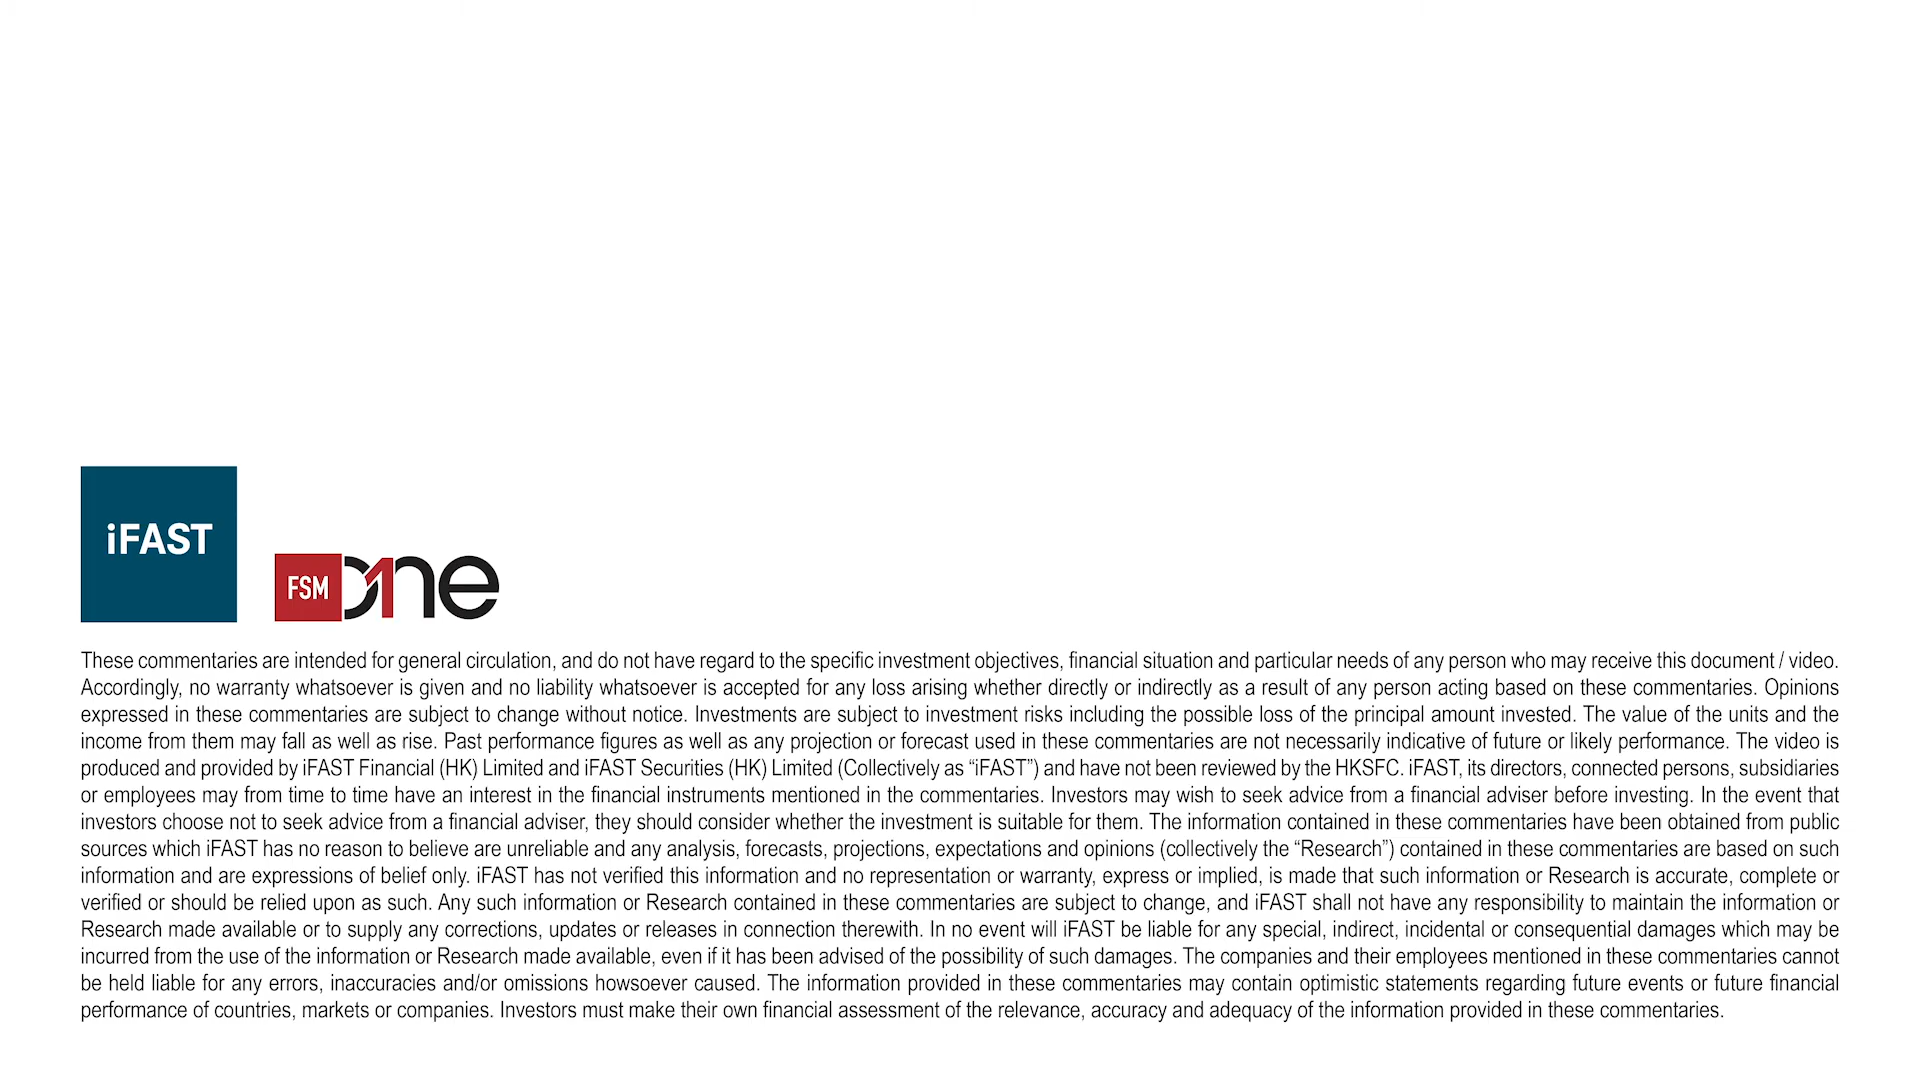 iFAST
FSM One
These commentaries are intended for general circulation, and do not have regard to the specific investment objectives, financial situation and particular needs of any person who may receive this document / video.
Accordingly, no warranty whatsoever is given and no liability whatsoever is accepted for any loss arising whether directly or indirectly as a result of any person acting based on these commentaries. Opinions
expressed in these commentaries are subject to change without notice. Investments are subject to investment risks including the possible loss of the principal amount invested. The value of the units and the
income from them may fall as well as rise. Past performance figures as well as any projection or forecast used in these commentaries are not necessarily indicative of future or likely performance. The video is
produced and provided by iFAST Financial (HK) Limited and iFAST Securities (HK) Limited (Collectively as “iFAST”) and have not been reviewed by the HKSFC. iFAST, its directors, connected persons, subsidiaries
or employees may from time to time have an interest in the financial instruments mentioned in the commentaries. Investors may wish to seek advice from a financial adviser before investing. In the event that
investors choose not to seek advice from a financial adviser, they should consider whether the investment is suitable for them. The information contained in these commentaries have been obtained from public
sources which iFAST has no reason to believe are unreliable and any analysis, forecasts, projections, expectations and opinions (collectively the “Research”) contained in these commentaries are based on such
information and are expressions of belief only. iFAST has not verified this information and no representation or warranty, express or implied, is made that such information or Research is accurate, complete or
verified or should be relied upon as such. Any such information or Research contained in these commentaries are subject to change, and iFAST shall not have any responsibility to maintain the information or
Research made available or to supply any corrections, updates or releases in connection therewith. In no event will iFAST be liable for any special, indirect, incidental or consequential damages which may be
incurred from the use of the information or Research made available, even if it has been advised of the possibility of such damages. The companies and their employees mentioned in these commentaries cannot
be held liable for any errors, inaccuracies and/or omissions howsoever caused. The information provided in these commentaries may contain optimistic statements regarding future events or future financial
performance of countries, markets or companies. Investors must make their own financial assessment of the relevance, accuracy and adequacy of the information provided in these commentaries.